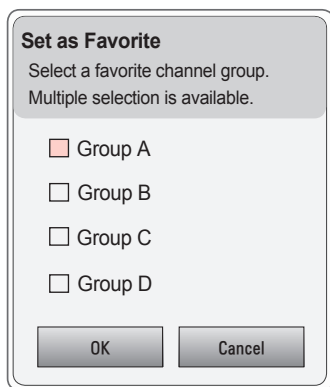 Set as Favorite
Select a favorite channel group.
Multiple selection is available.
Group A
Group B
Group C
Group D
OK
Cancel